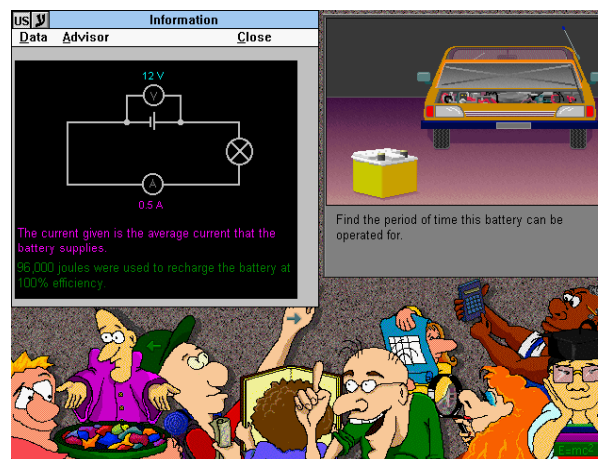 US Information
Data Advisor Close
12 V
V
A
0.5 A
The current given is the average current that the
battery supplies.
96,000 joules were used to recharge the battery at
100% efficiency.
Find the period of time this battery can be
operated for.
E=mc²